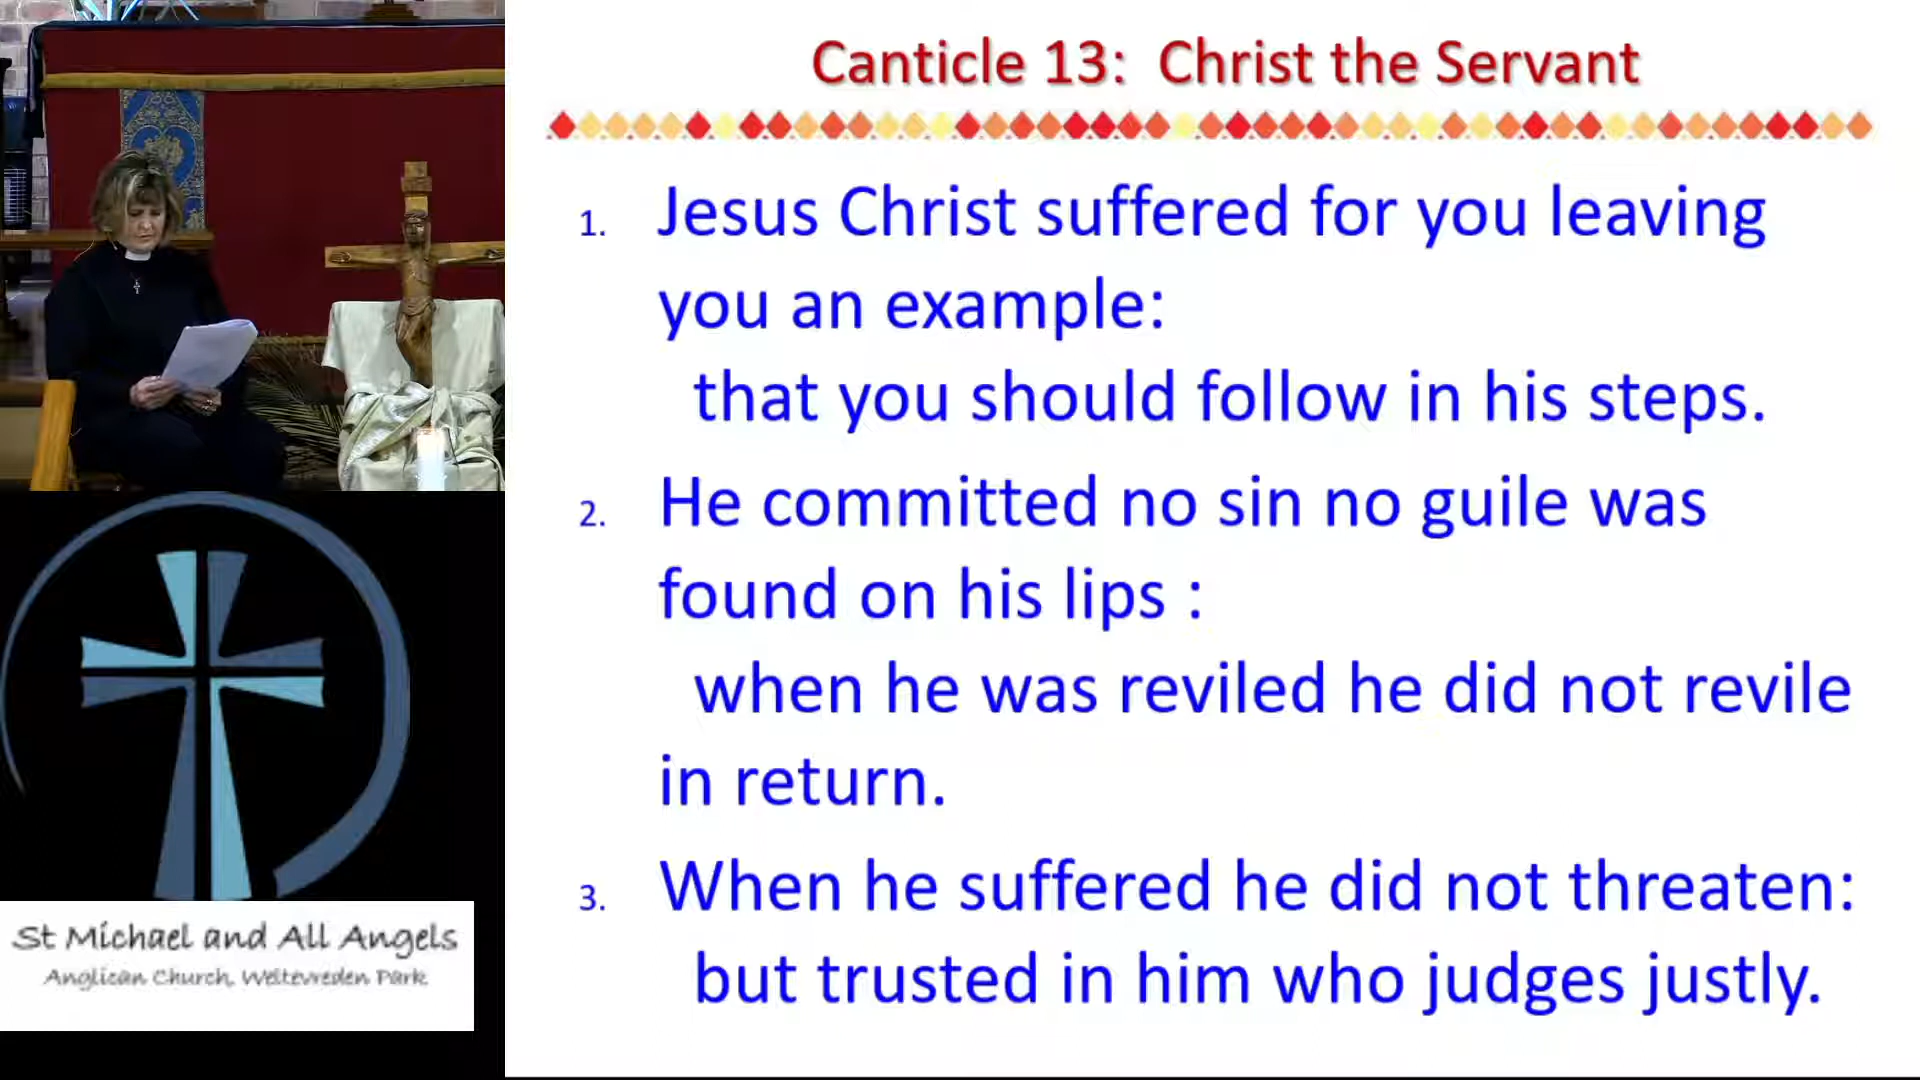 Canticle 13: Christ the Servant
1. Jesus Christ suffered for you leaving
you an example:
that you should follow in his steps.
2. He committed no sin no guile was
found on his lips :
when he was reviled he did not revile
in return.
3. When he suffered he did not threaten:
but trusted in him who judges justly.
St Michael and All Angels
Anglican Church, Weltevreden Park